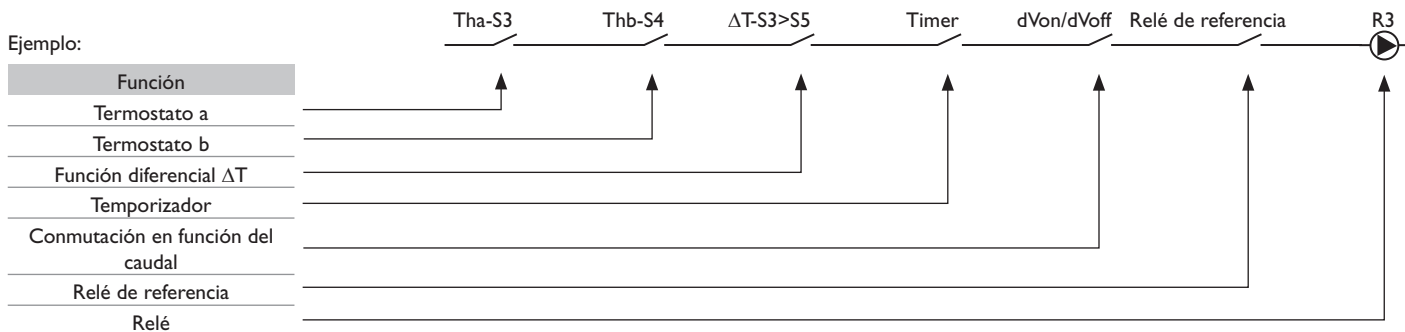 Tha-S3 Thb-S4 ΔT-S3>S5 Timer dVon/dVoff Relé de referencia R3
Ejemplo:
Función
Termostato a
Termostato b
Función diferencial ΔT
Temporizador
Conmutación en función del
caudal
Relé de referencia
Relé